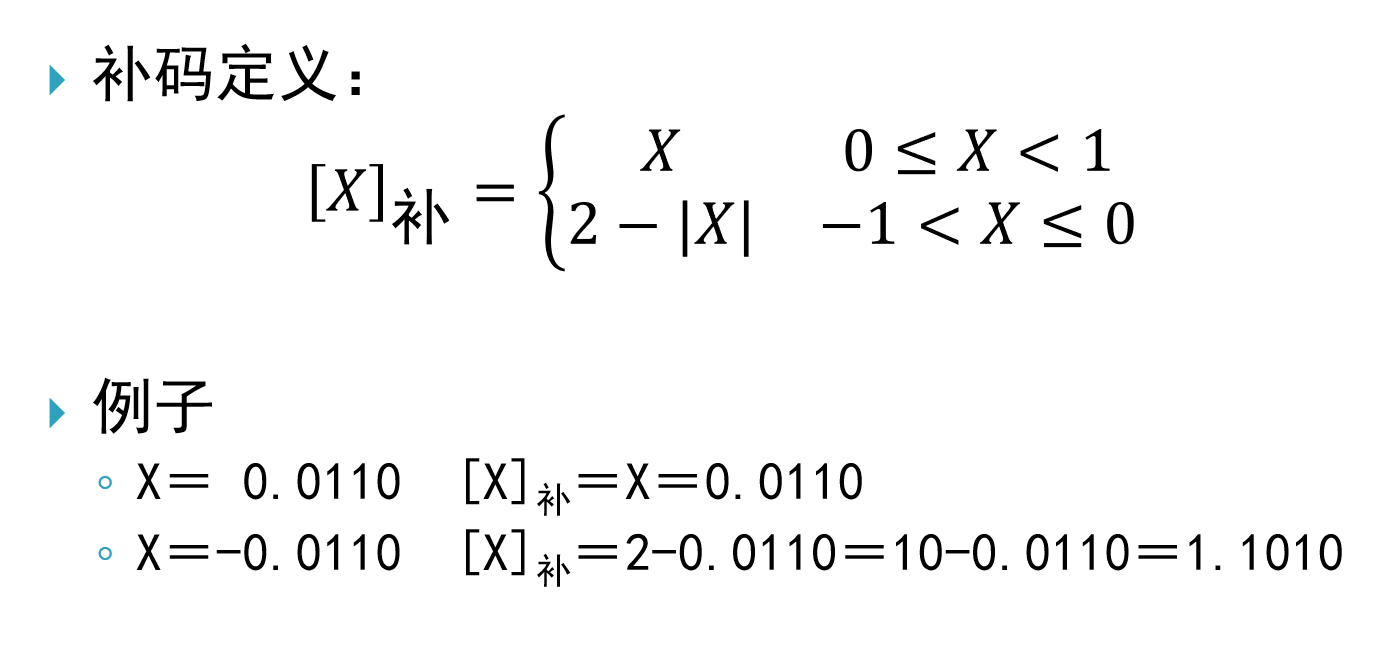 补码定义：
[X]补 = { X 0 ≤ X < 1
2 − |X| −1 < X ≤ 0
例子
X＝ 0.0110 [X]补＝X＝0.0110
X＝-0.0110 [X]补＝2-0.0110＝10-0.0110＝1.1010